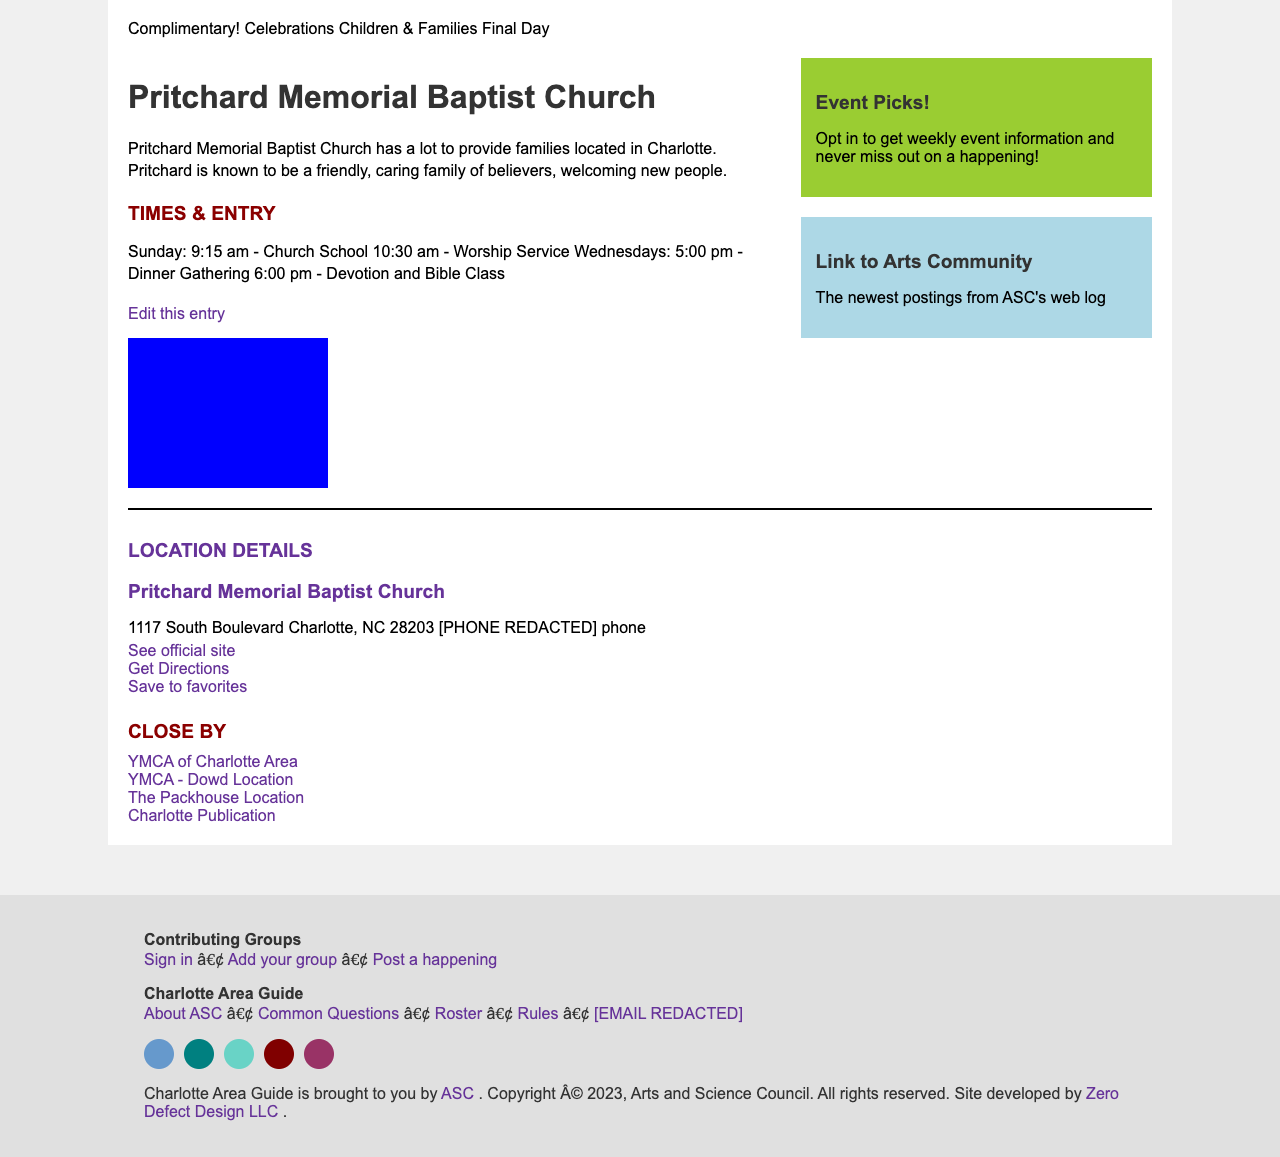 Complimentary! Celebrations Children & Families Final Day
Pritchard Memorial Baptist Church
Pritchard Memorial Baptist Church has a lot to provide families located in Charlotte.
Pritchard is known to be a friendly, caring family of believers, welcoming new people.
TIMES & ENTRY
Sunday: 9:15 am - Church School 10:30 am - Worship Service Wednesdays: 5:00 pm -
Dinner Gathering 6:00 pm - Devotion and Bible Class
Edit this entry
Event Picks!
Opt in to get weekly event information and
never miss out on a happening!
Link to Arts Community
The newest postings from ASC's web log
LOCATION DETAILS
Pritchard Memorial Baptist Church
1117 South Boulevard Charlotte, NC 28203 [PHONE REDACTED] phone
See official site
Get Directions
Save to favorites
CLOSE BY
YMCA of Charlotte Area
YMCA - Dowd Location
The Packhouse Location
Charlotte Publication
Contributing Groups
Sign in â€¢ Add your group â€¢ Post a happening
Charlotte Area Guide
About ASC â€¢ Common Questions â€¢ Roster â€¢ Rules â€¢ [EMAIL REDACTED]
Charlotte Area Guide is brought to you by ASC . Copyright Â© 2023, Arts and Science Council. All rights reserved. Site developed by Zero
Defect Design LLC .